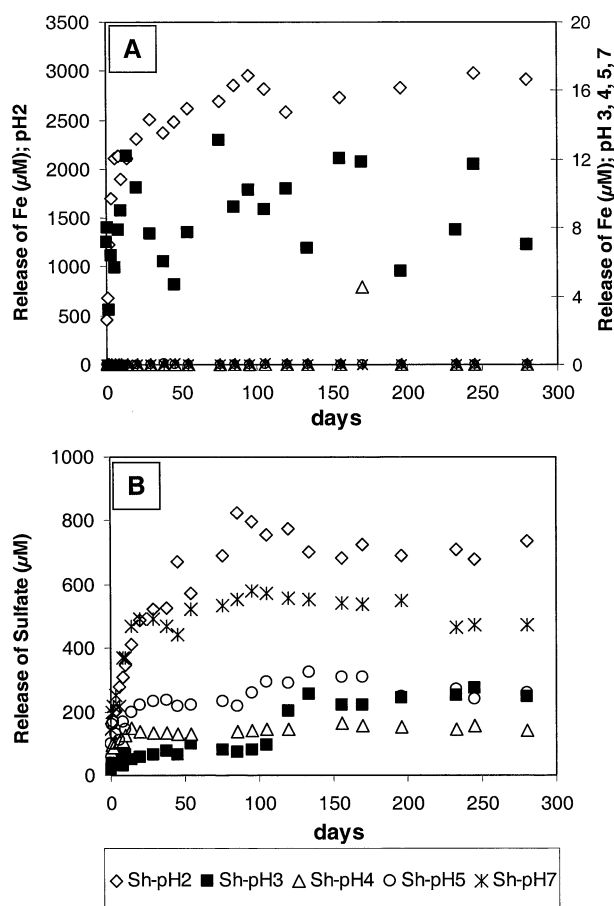 A
Release of Fe (µM); pH2
3500
3000
2500
2000
1500
1000
500
0
20
16
12
8
4
0
Release of Fe (µM); pH 3, 4, 5, 7
0 50 100 150 200 250 300
days
B
Release of Sulfate (µM)
1000
800
600
400
200
0
0 50 100 150 200 250 300
days
Sh-pH2 Sh-pH3 Sh-pH4 Sh-pH5 Sh-pH7